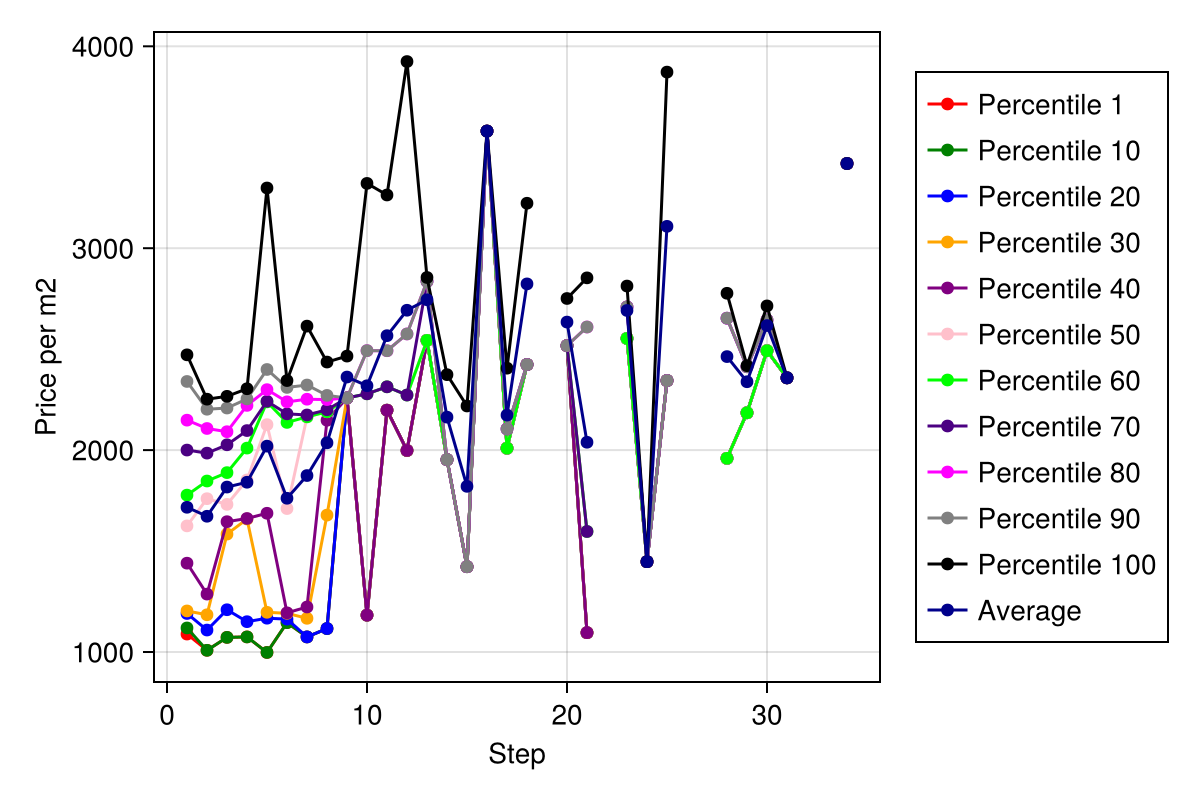 4000
3000
2000
1000
Price per m2
0
10
20
30
Step
Percentile 1
Percentile 10
Percentile 20
Percentile 30
Percentile 40
Percentile 50
Percentile 60
Percentile 70
Percentile 80
Percentile 90
Percentile 100
Average